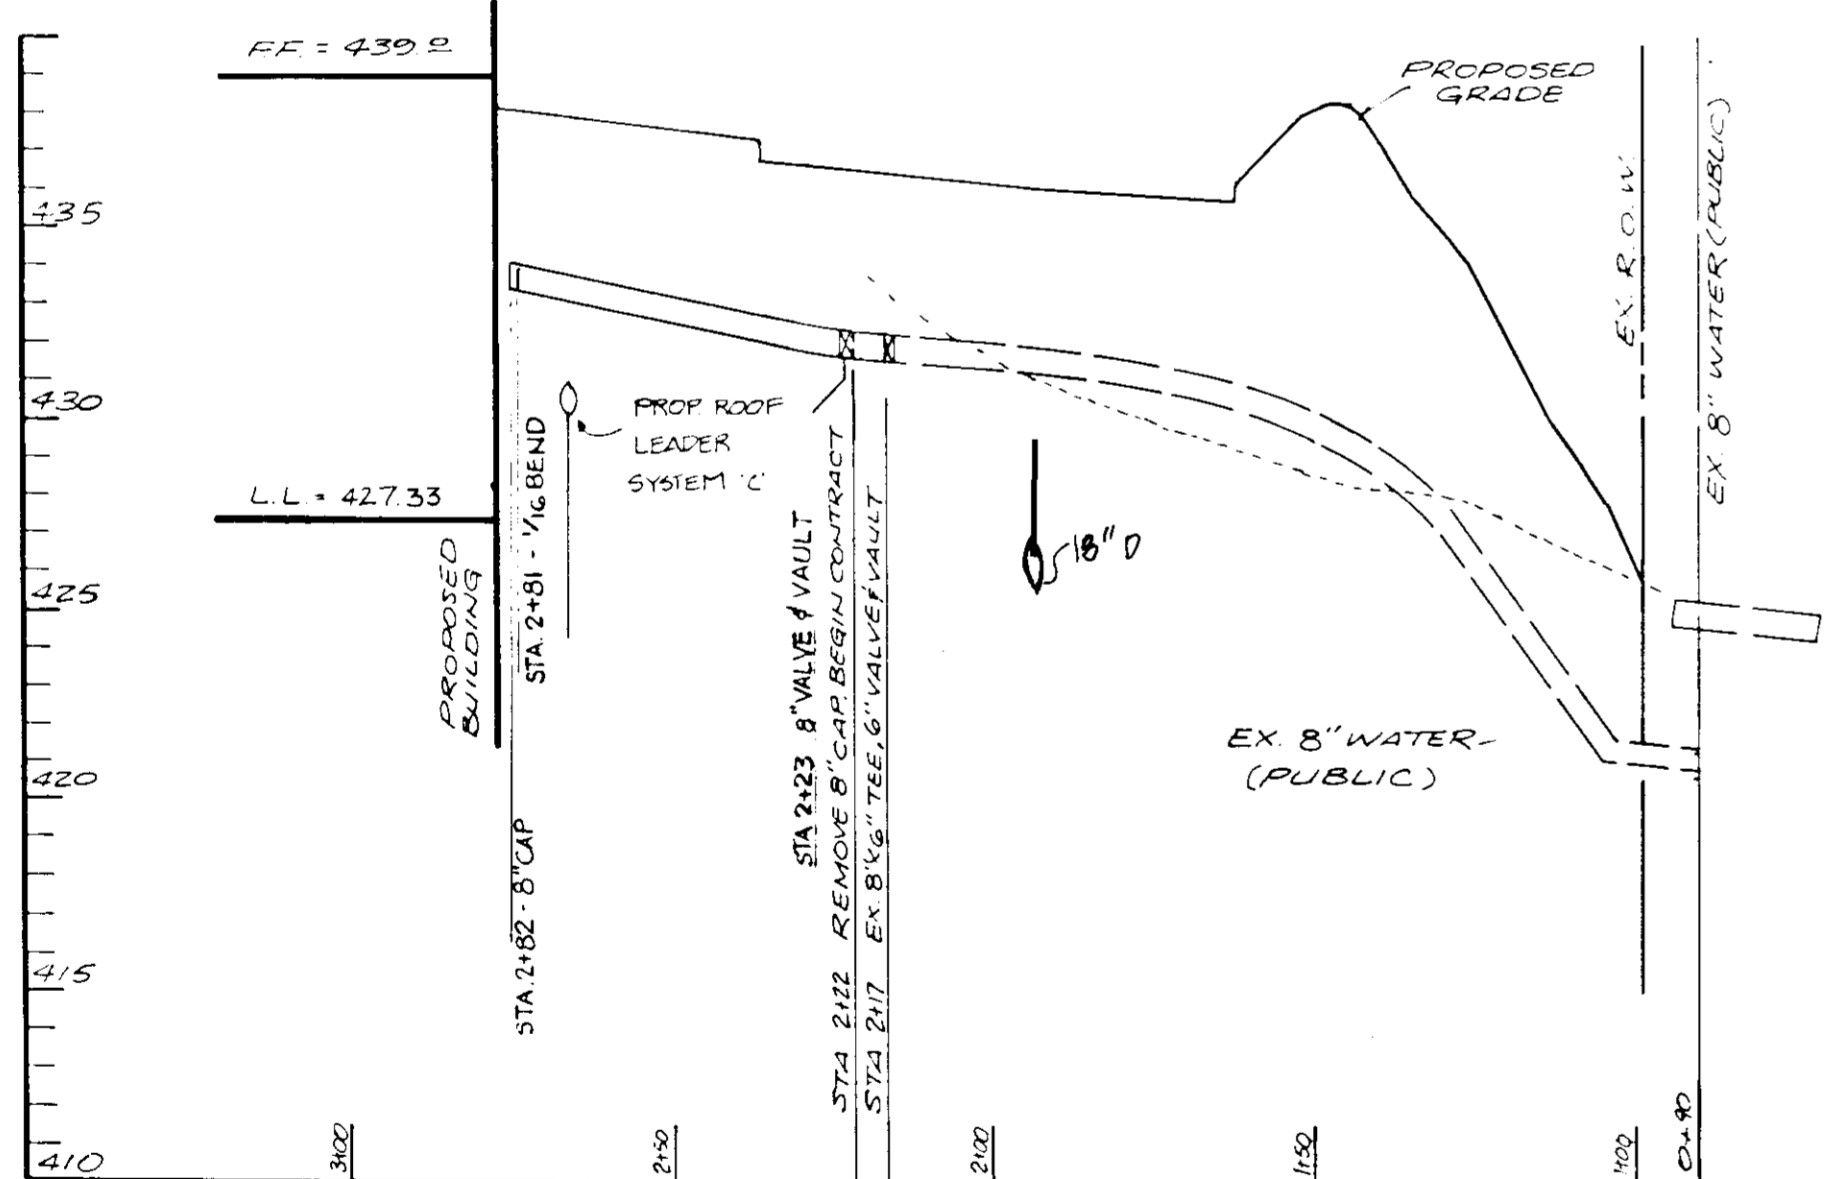 F.F. = 439.0
PROPOSED
GRADE
EX. R.O.W.
EX. 8" WATER (PUBLIC)
435
430
425
420
415
410
PROP. ROOF
LEADER
SYSTEM 'C'
L.L. = 427.33
PROPOSED
BUILDING
STA. 2+81 - 1/16 BEND
STA. 2+82 - 8" CAP
STA 2+23 8" VALVE & VAULT
STA 2+22 REMOVE 8" CAP. BEGIN CONTRACT
STA 2+17 EX. 8"x6" TEE, 6" VALVE & VAULT
18" D
EX. 8" WATER
(PUBLIC)
3+00
2+50
2+00
1+50
1+00
0+90